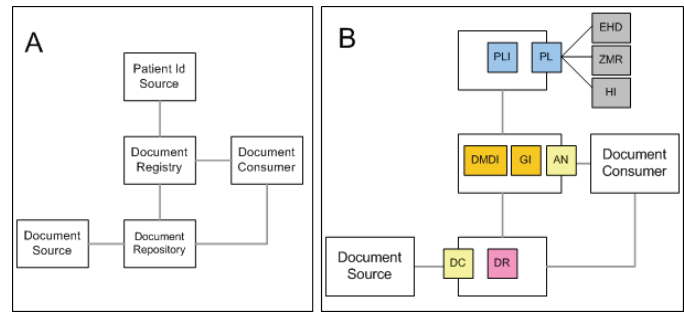 A
Patient Id
Source
Document
Registry
Document
Consumer
Document
Source
Document
Repository
B
PLI
PL
EHD
ZMR
HI
DMDI
GI
AN
Document
Consumer
Document
Source
DC
DR